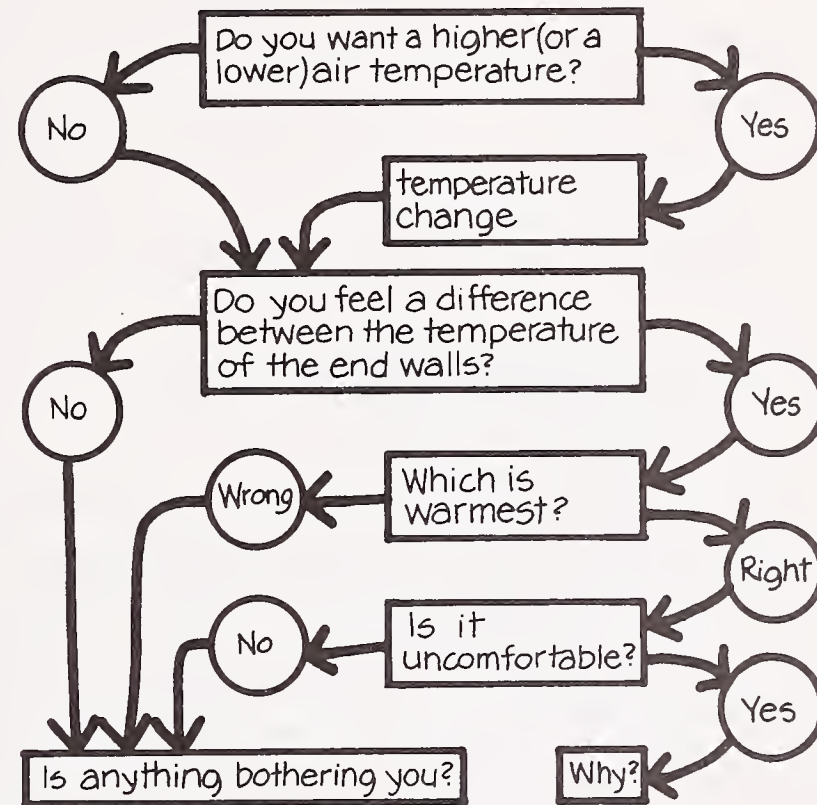 Do you want a higher(or a
lower)air temperature?
No
Yes
temperature
change
Do you feel a difference
between the temperature
of the end walls?
No
Yes
Which is
warmest?
Wrong
Right
Is it
uncomfortable?
No
Yes
Is anything bothering you?
Why?